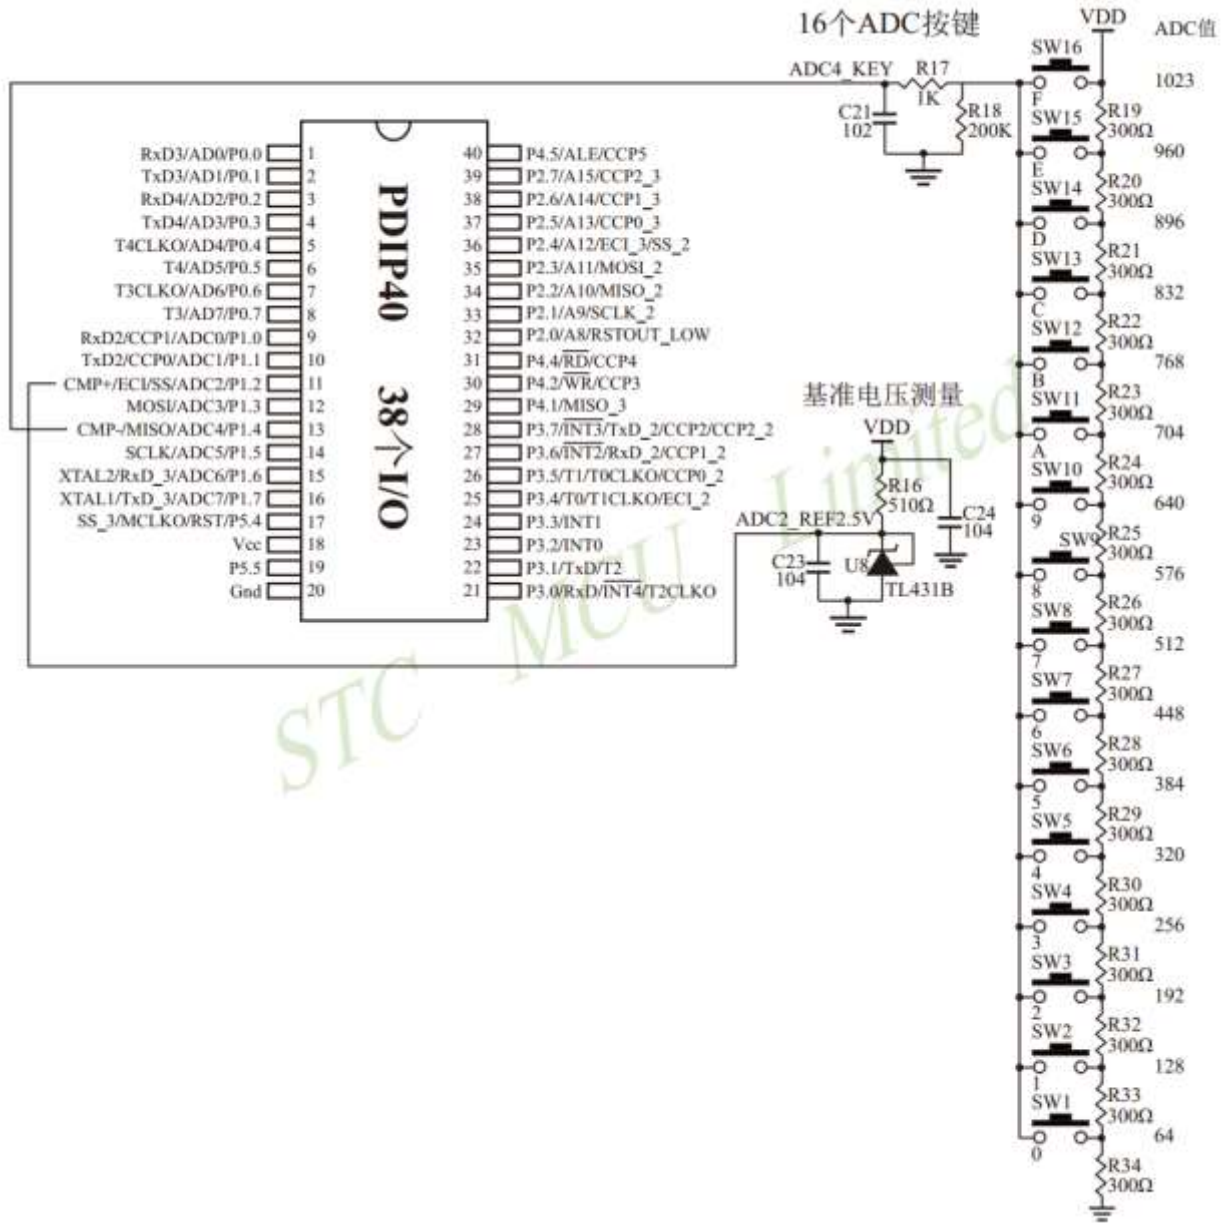 16个ADC按键
VDD
ADC值
ADC4_KEY
R17
1K
C21
102
R18
200K
SW16
1023
F
SW15
R19
300Ω
960
E
SW14
R20
300Ω
896
D
SW13
R21
300Ω
832
C
SW12
R22
300Ω
768
B
SW11
R23
300Ω
704
A
SW10
R24
300Ω
640
9
SW9
R25
300Ω
576
8
SW8
R26
300Ω
512
7
SW7
R27
300Ω
448
6
SW6
R28
300Ω
384
5
SW5
R29
300Ω
320
4
SW4
R30
300Ω
256
3
SW3
R31
300Ω
192
2
SW2
R32
300Ω
128
1
SW1
R33
300Ω
64
0
R34
300Ω
PDIP40 38个I/O
RxD3/AD0/P0.0 1
TxD3/AD1/P0.1 2
RxD4/AD2/P0.2 3
TxD4/AD3/P0.3 4
T4CLKO/AD4/P0.4 5
T4/AD5/P0.5 6
T3CLKO/AD6/P0.6 7
T3/AD7/P0.7 8
RxD2/CCP1/ADC0/P1.0 9
TxD2/CCP0/ADC1/P1.1 10
CMP+/ECI/SS/ADC2/P1.2 11
MOSI/ADC3/P1.3 12
CMP-/MISO/ADC4/P1.4 13
SCLK/ADC5/P1.5 14
XTAL2/RxD_3/ADC6/P1.6 15
XTAL1/TxD_3/ADC7/P1.7 16
SS_3/MCLKO/RST/P5.4 17
Vcc 18
P5.5 19
Gnd 20
40 P4.5/ALE/CCP5
39 P2.7/A15/CCP2_3
38 P2.6/A14/CCP1_3
37 P2.5/A13/CCP0_3
36 P2.4/A12/ECI_3/SS_2
35 P2.3/A11/MOSI_2
34 P2.2/A10/MISO_2
33 P2.1/A9/SCLK_2
32 P2.0/A8/RSTOUT_LOW
31 P4.4/RD/CCP4
30 P4.2/WR/CCP3
29 P4.1/MISO_3
28 P3.7/INT3/TxD_2/CCP2/CCP2_2
27 P3.6/INT2/RxD_2/CCP1_2
26 P3.5/T1/T0CLKO/CCP0_2
25 P3.4/T0/T1CLKO/ECI_2
24 P3.3/INT1
23 P3.2/INT0
22 P3.1/TxD/T2
21 P3.0/RxD/INT4/T2CLKO
基准电压测量
VDD
R16
510Ω
ADC2_REF2.5V
C24
104
C23
104
U8
TL431B
STC MCU Limited